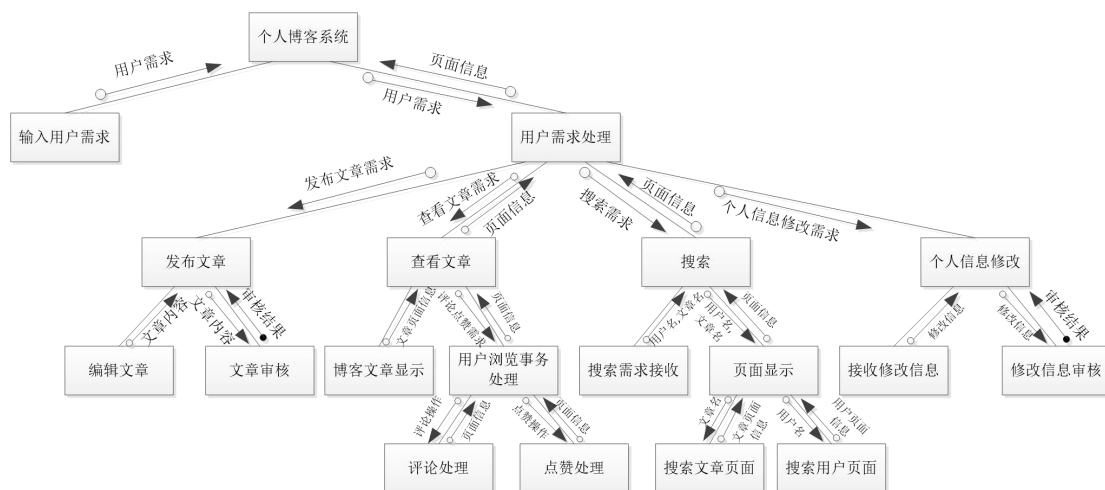 个人博客系统
用户需求
页面信息
用户需求
输入用户需求
用户需求处理
发布文章需求
查看文章需求
页面信息
搜索需求
页面信息
个人信息修改需求
发布文章
查看文章
搜索
个人信息修改
文章内容
文章内容
审核结果
文章页面信息
评论点赞需求
页面信息
用户名,文章名
用户名,
文章名
页面信息
修改信息
修改信息
审核结果
编辑文章
文章审核
博客文章显示
用户浏览事务
处理
搜索需求接收
页面显示
接收修改信息
修改信息审核
评论操作
页面信息
点赞操作
页面信息
文章名
文章页面
信息
用户名
用户页面
信息
评论处理
点赞处理
搜索文章页面
搜索用户页面